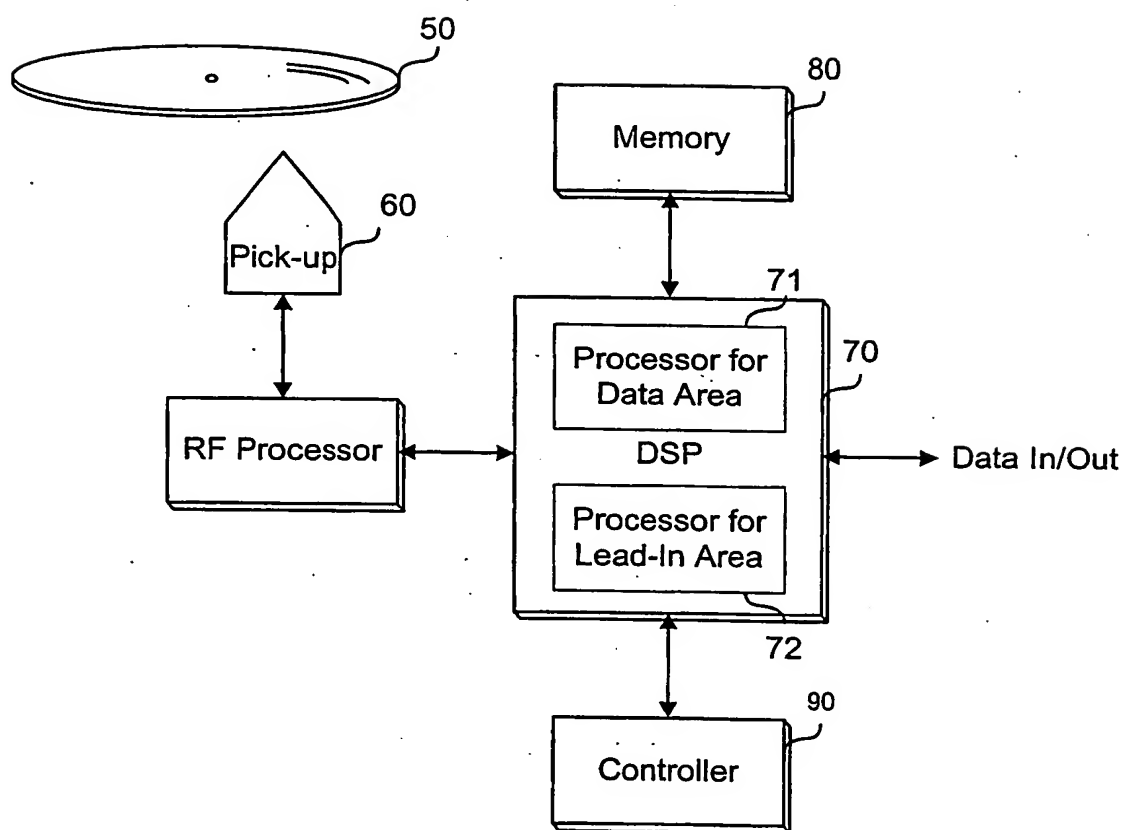 50
80
Memory
60
Pick-up
71
Processor for
Data Area
70
RF Processor
DSP
Data In/Out
Processor for
Lead-In Area
72
90
Controller